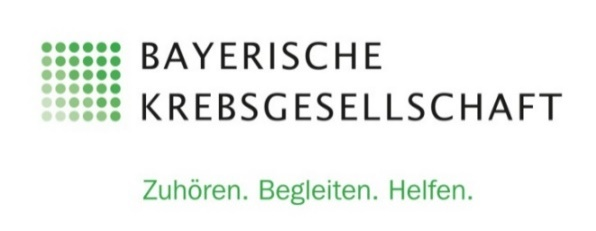 BAYERISCHE
KREBSGESELLSCHAFT
Zuhören. Begleiten. Helfen.